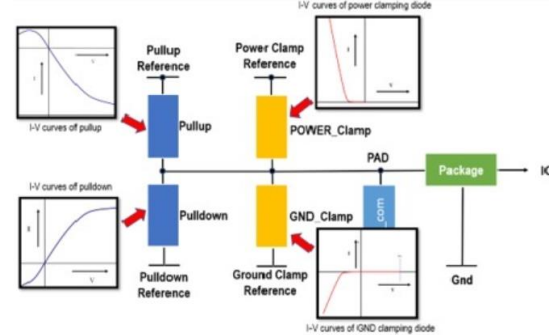 I-V curves of power clamping diode
Pullup
Reference
Power Clamp
Reference
I-V curves of pullup
Pullup
POWER_Clamp
PAD
Package
I-V curves of pulldown
Pulldown
GND_Clamp
_com
Pulldown
Reference
Ground Clamp
Reference
Gnd
I-V curves of GND clamping diode